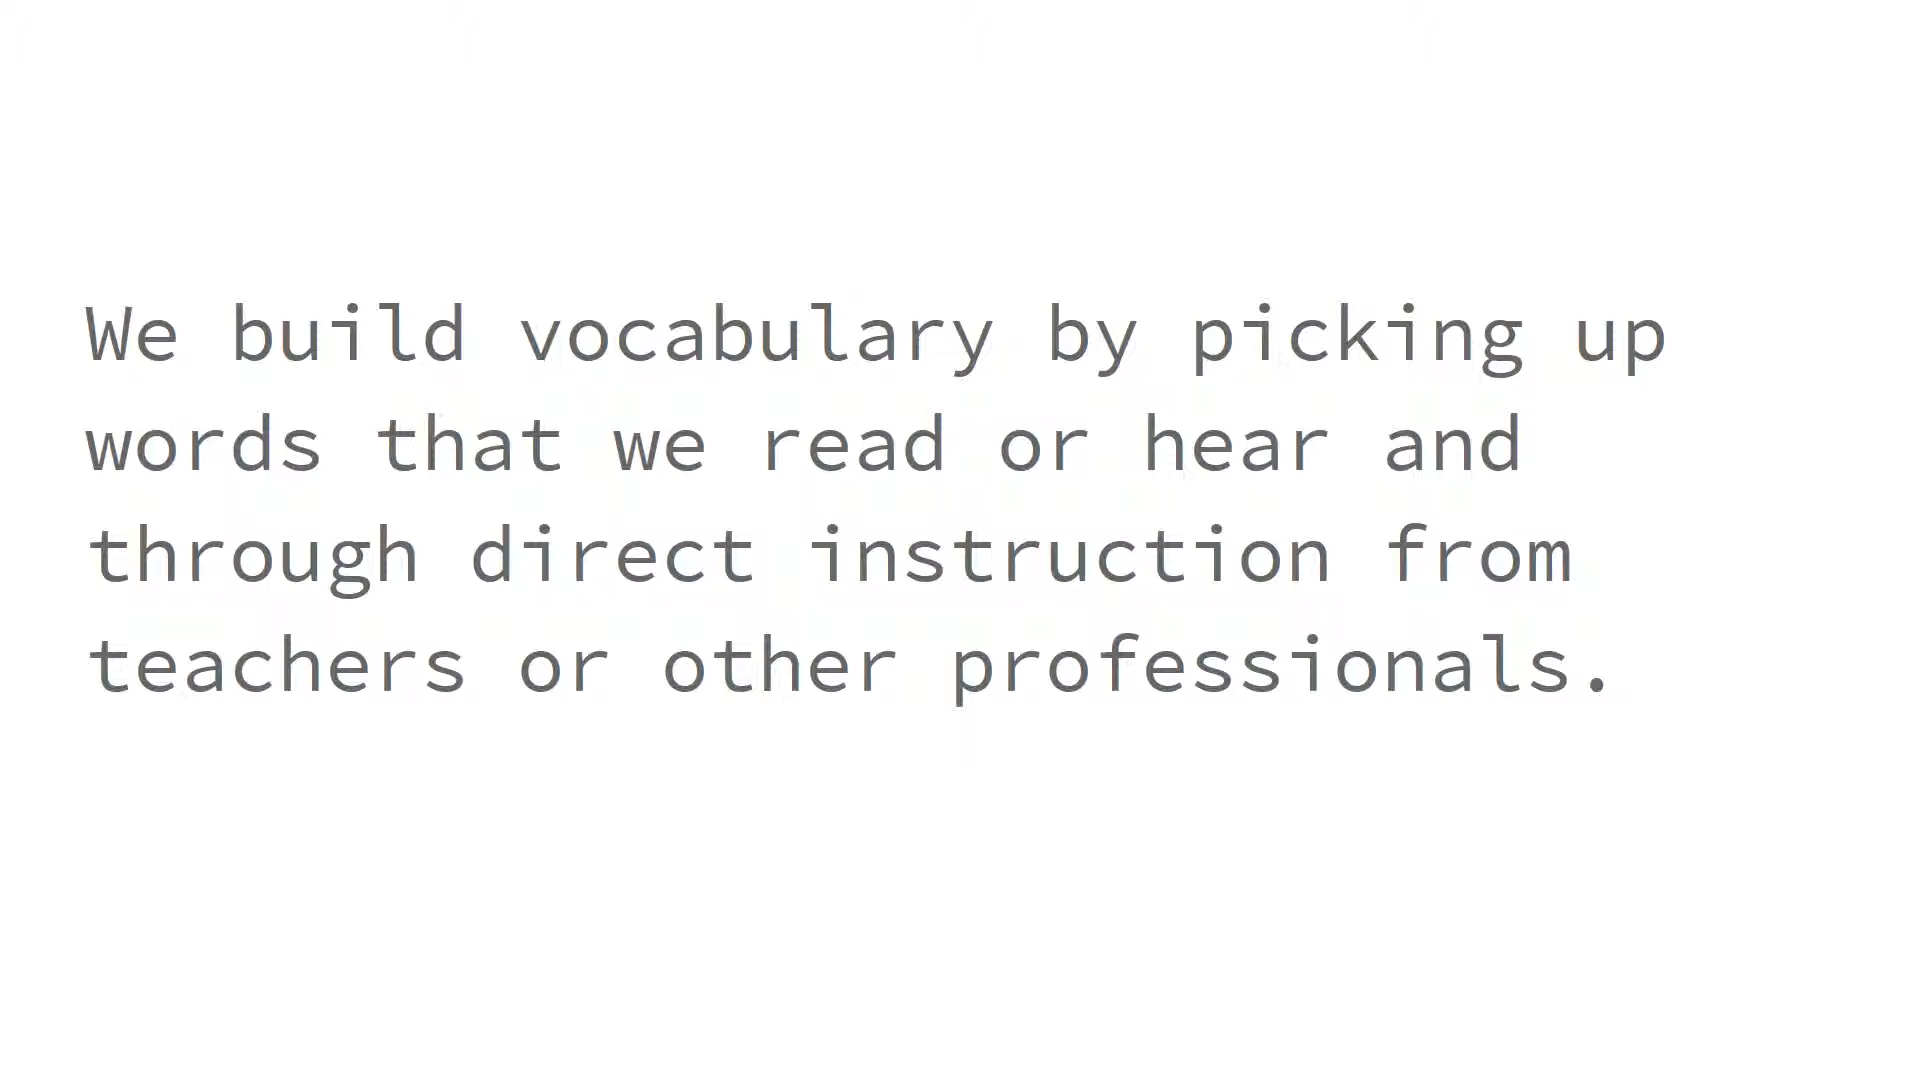 We build vocabulary by picking up
words that we read or hear and
through direct instruction from
teachers or other professionals.